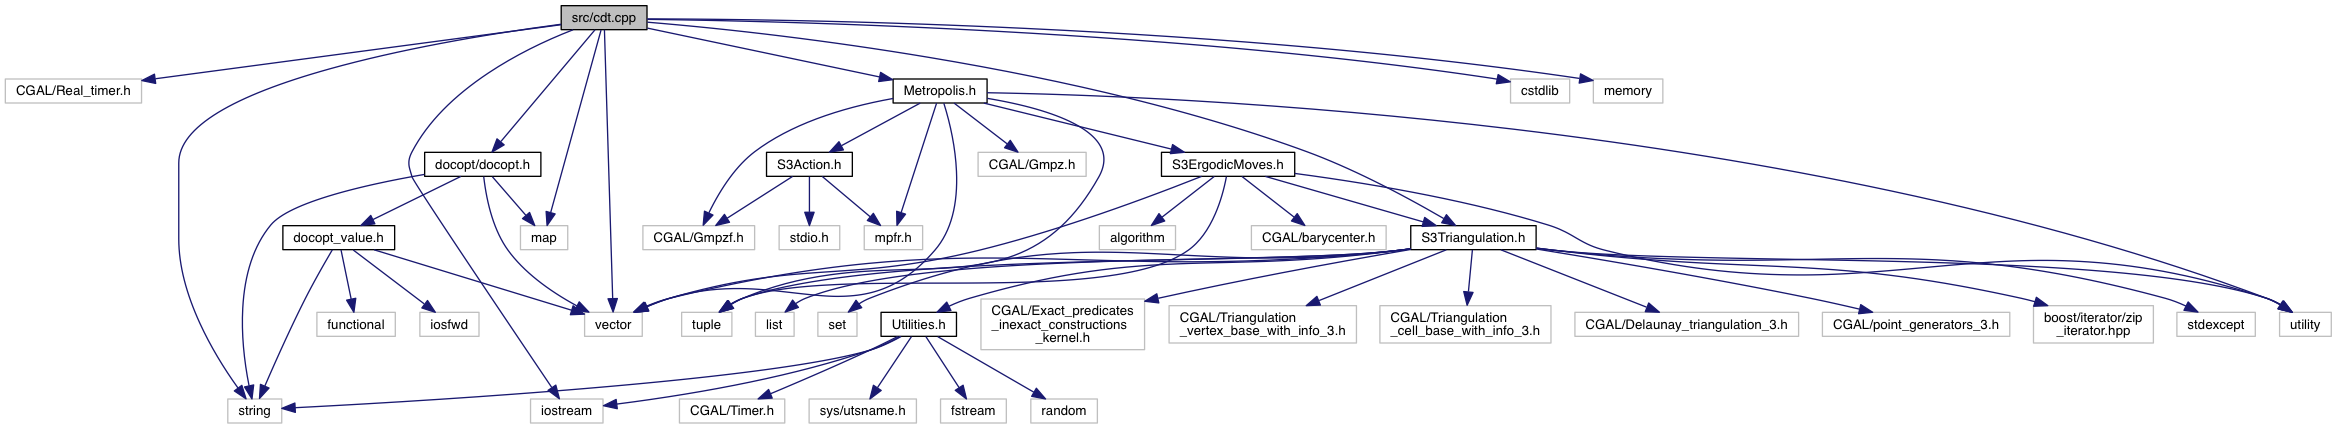 src/cdt.cpp
CGAL/Real_timer.h
Metropolis.h
cstdlib
memory
docopt/docopt.h
S3Action.h
CGAL/Gmpz.h
S3ErgodicMoves.h
docopt_value.h
map
CGAL/Gmpzf.h
stdio.h
mpfr.h
algorithm
CGAL/barycenter.h
S3Triangulation.h
functional
iosfwd
vector
tuple
list
set
Utilities.h
CGAL/Exact_predicates
_inexact_constructions
_kernel.h
CGAL/Triangulation
_vertex_base_with_info_3.h
CGAL/Triangulation
_cell_base_with_info_3.h
CGAL/Delaunay_triangulation_3.h
CGAL/point_generators_3.h
boost/iterator/zip
_iterator.hpp
stdexcept
utility
string
iostream
CGAL/Timer.h
sys/utsname.h
fstream
random